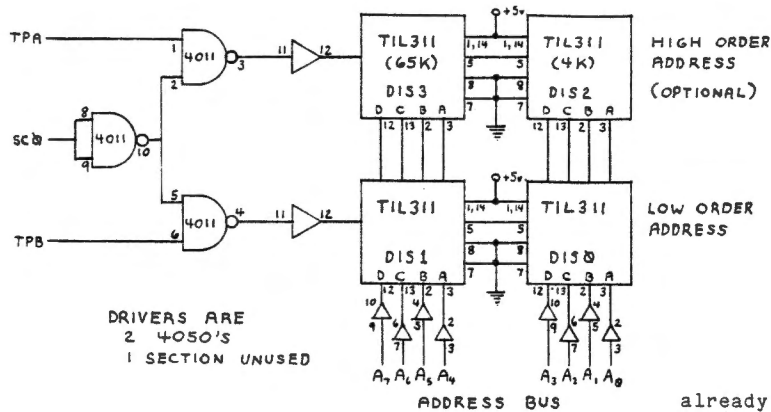 +5v
TPA
1
4011
3
2
11
12
TIL311
(65K)
DIS3
D C B A
12 13 2 3
1,14 1,14
5 5
8 8
7 7
TIL311
(4K)
DIS2
D C B A
12 13 2 3
HIGH ORDER
ADDRESS
(OPTIONAL)
8
SCØ
4011
10
9
+5v
5
4011
4
6
TPB
11
12
TIL311
DIS1
D C B A
12 13 2 3
1,14 1,14
5 5
8 8
7 7
TIL311
DISØ
D C B A
12 13 2 3
LOW ORDER
ADDRESS
DRIVERS ARE
2 4050'S
1 SECTION UNUSED
10 6 4 2
9 7 5 3
10 6 4 2
9 7 5 3
A7 A6 A5 A4 A3 A2 A1 AØ
ADDRESS BUS
already